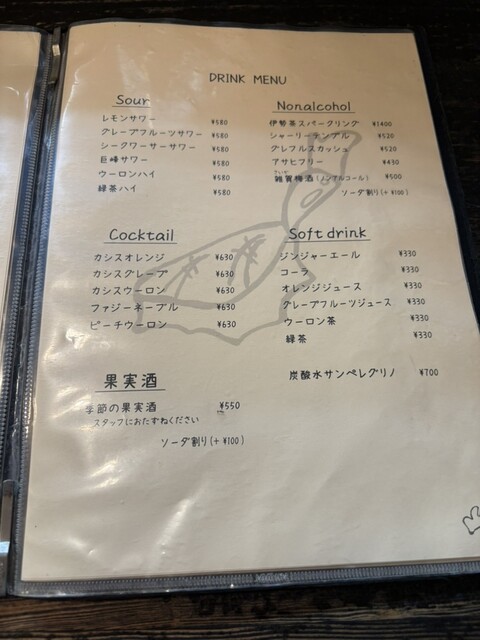 DRINK MENU
Sour
レモンサワー ¥580
グレープフルーツサワー ¥580
シークワーサーサワー ¥580
巨峰サワー ¥580
ウーロンハイ ¥580
緑茶ハイ ¥580
Nonalcohol
伊勢茶スパークリング ¥1400
シャーリーテンプル ¥520
グレフルスカッシュ ¥520
アサヒフリー ¥430
雑賀梅酒(ノンアルコール) ¥500
ソーダ割り(+¥100)
Cocktail
カシスオレンジ ¥630
カシスグレープ ¥630
カシスウーロン ¥630
ファジーネーブル ¥630
ピーチウーロン ¥630
Soft drink
ジンジャーエール ¥330
コーラ ¥330
オレンジジュース ¥330
グレープフルーツジュース ¥330
ウーロン茶 ¥330
緑茶 ¥330
炭酸水サンペレグリノ ¥700
果実酒
季節の果実酒 ¥550
スタッフにおたずねください
ソーダ割り(+¥100)